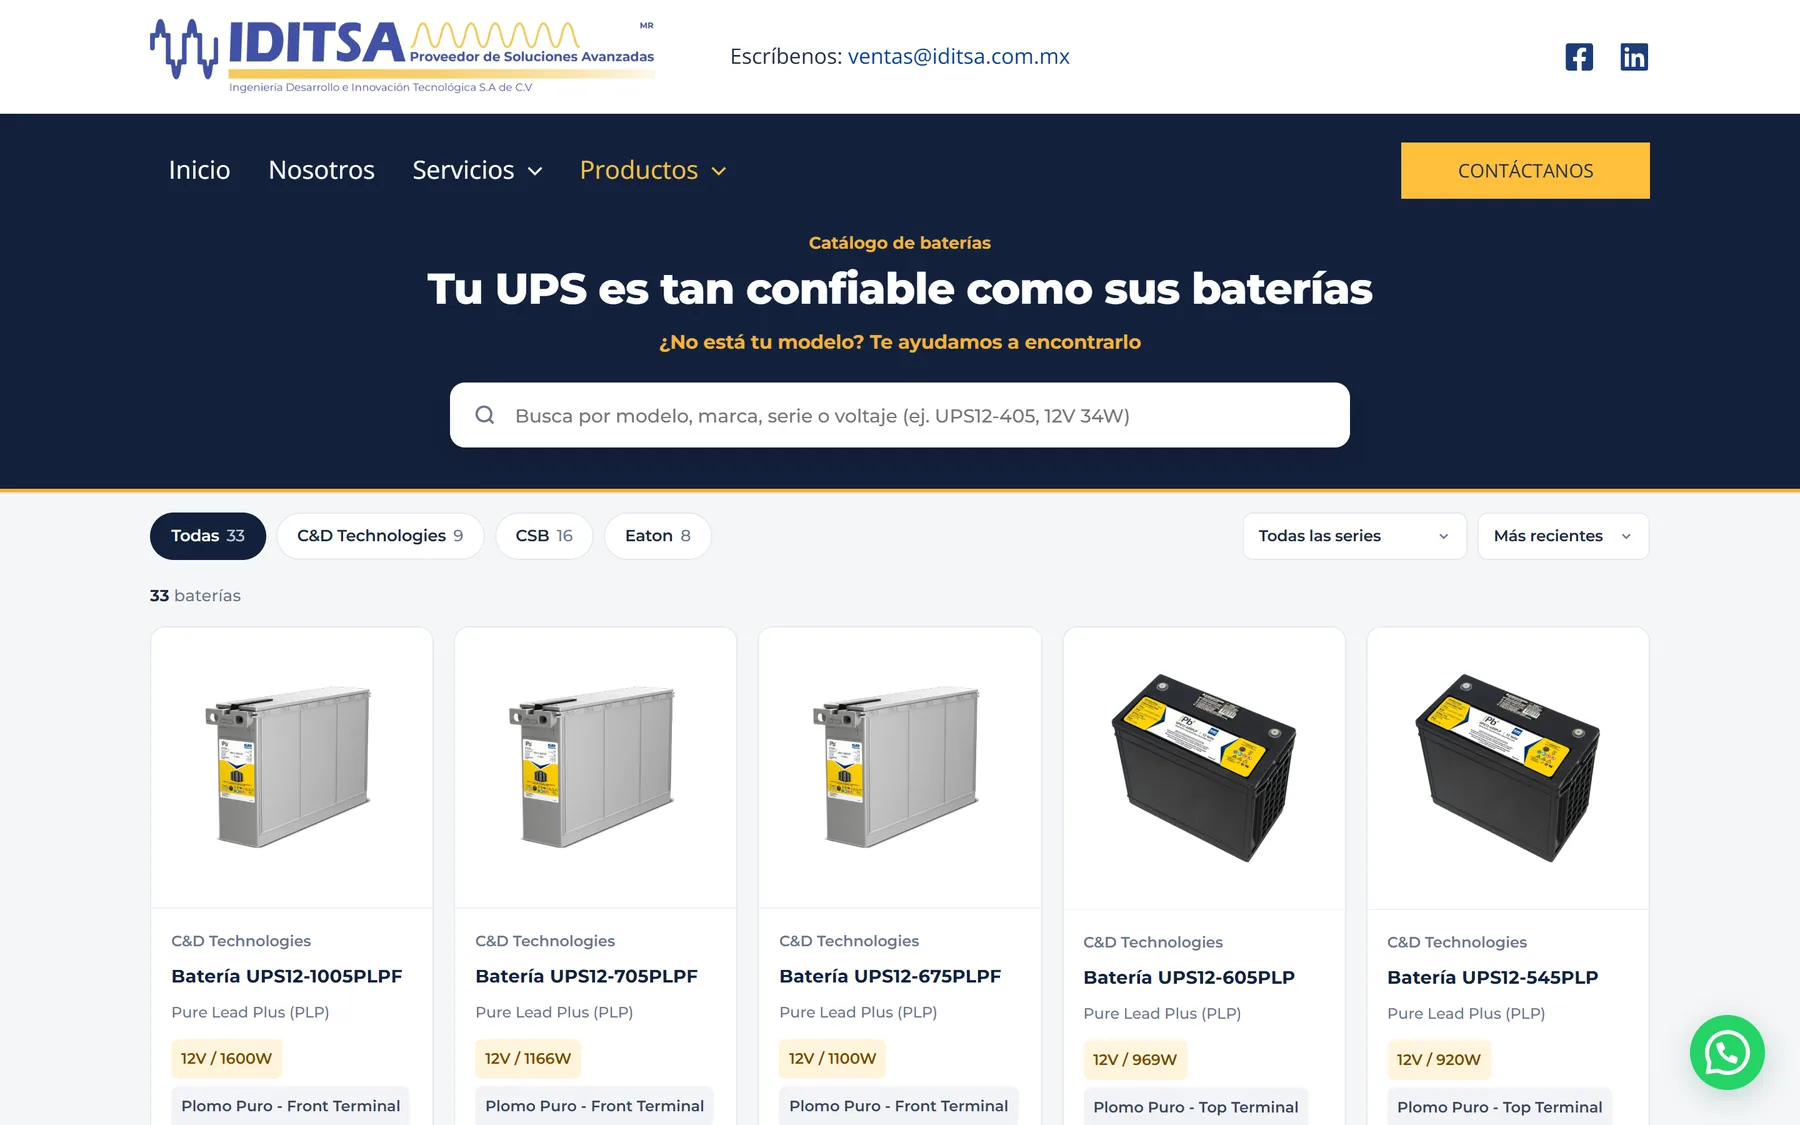 IDITSA
MR
Proveedor de Soluciones Avanzadas
Ingeniería Desarrollo e Innovación Tecnológica S.A de C.V
Escríbenos: ventas@iditsa.com.mx
Inicio
Nosotros
Servicios
Productos
CONTÁCTANOS
Catálogo de baterías
Tu UPS es tan confiable como sus baterías
¿No está tu modelo? Te ayudamos a encontrarlo
Busca por modelo, marca, serie o voltaje (ej. UPS12-405, 12V 34W)
Todas 33
C&D Technologies 9
CSB 16
Eaton 8
Todas las series
Más recientes
33 baterías
C&D Technologies
Batería UPS12-1005PLPF
Pure Lead Plus (PLP)
12V / 1600W
Plomo Puro - Front Terminal
C&D Technologies
Batería UPS12-705PLPF
Pure Lead Plus (PLP)
12V / 1166W
Plomo Puro - Front Terminal
C&D Technologies
Batería UPS12-675PLPF
Pure Lead Plus (PLP)
12V / 1100W
Plomo Puro - Front Terminal
C&D Technologies
Batería UPS12-605PLP
Pure Lead Plus (PLP)
12V / 969W
Plomo Puro - Top Terminal
C&D Technologies
Batería UPS12-545PLP
Pure Lead Plus (PLP)
12V / 920W
Plomo Puro - Top Terminal